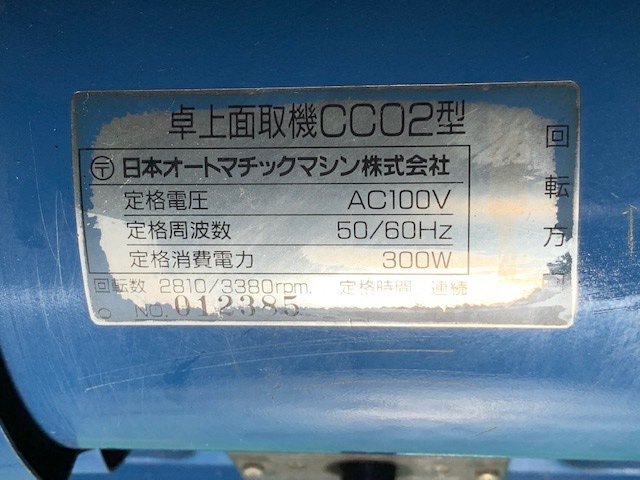 卓上面取機CC02型
〒 日本オートマチックマシン株式会社
定格電圧 AC100V
定格周波数 50/60Hz
定格消費電力 300W
回転数 2810/3380rpm. 定格時間 連続
NO. 012385
回転方向